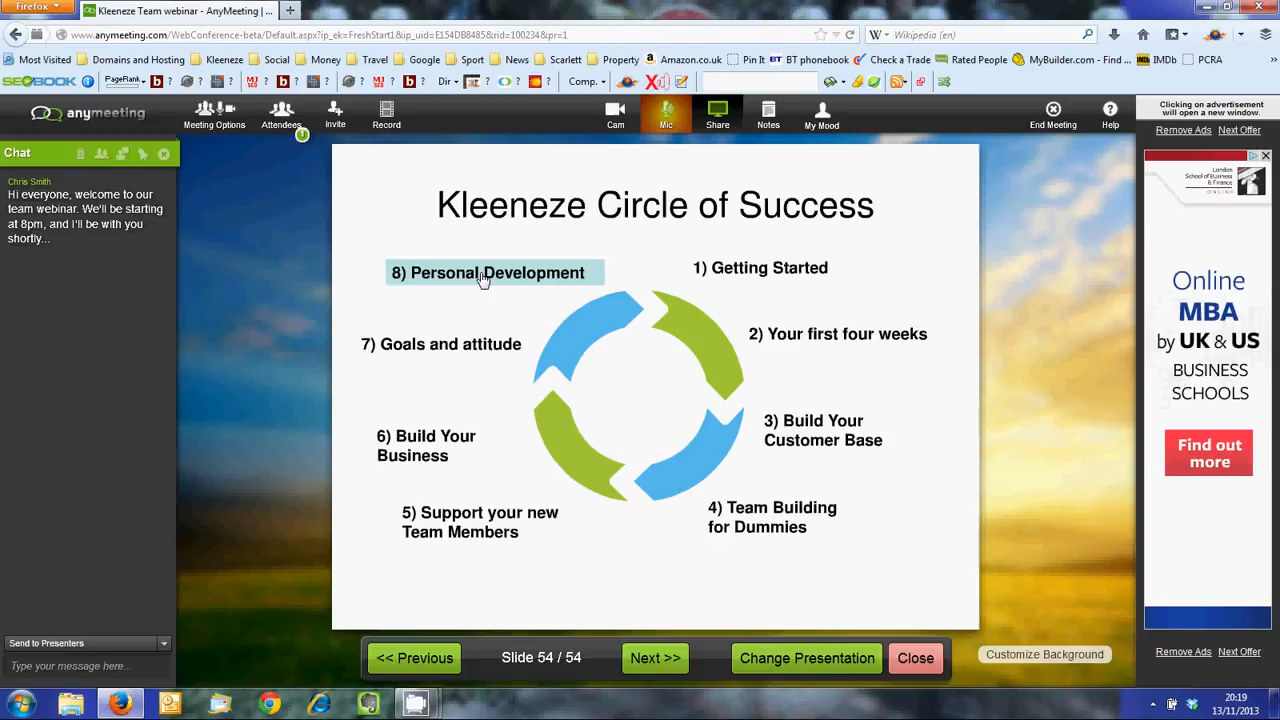 Firefox
Kleeneze Team webinar - AnyMeeting | ...
www.anymeeting.com/WebConference-beta/Default.aspx?ip_ek=FreshStart1&ip_uid=E154DB8485&rid=100234&pr=1
Wikipedia (en)
Most Visited Domains and Hosting Kleeneze Social Money Travel Google Sport News Scarlett Property Amazon.co.uk Pin It BT phonebook Check a Trade Rated People MyBuilder.com - Find ... IMDb PCRA
SEOBOOK PageRank Dir Comp.
anymeeting
Meeting Options Attendees Invite Record Cam Mic Share Notes My Mood End Meeting Help
1
Clicking on advertisement
will open a new window.
Remove Ads Next Offer
Chat
Chris Smith
Hi everyone, welcome to our
team webinar. We'll be starting
at 8pm, and I'll be with you
shortly...
Kleeneze Circle of Success
8) Personal Development
1) Getting Started
7) Goals and attitude
2) Your first four weeks
6) Build Your
Business
3) Build Your
Customer Base
5) Support your new
Team Members
4) Team Building
for Dummies
London
School of Business
& Finance
ONLINE
Online
MBA
by UK & US
BUSINESS
SCHOOLS
Find out
more
Send to Presenters
Type your message here...
<< Previous Slide 54 / 54 Next >> Change Presentation Close
Customize Background
Remove Ads Next Offer
20:19
13/11/2013